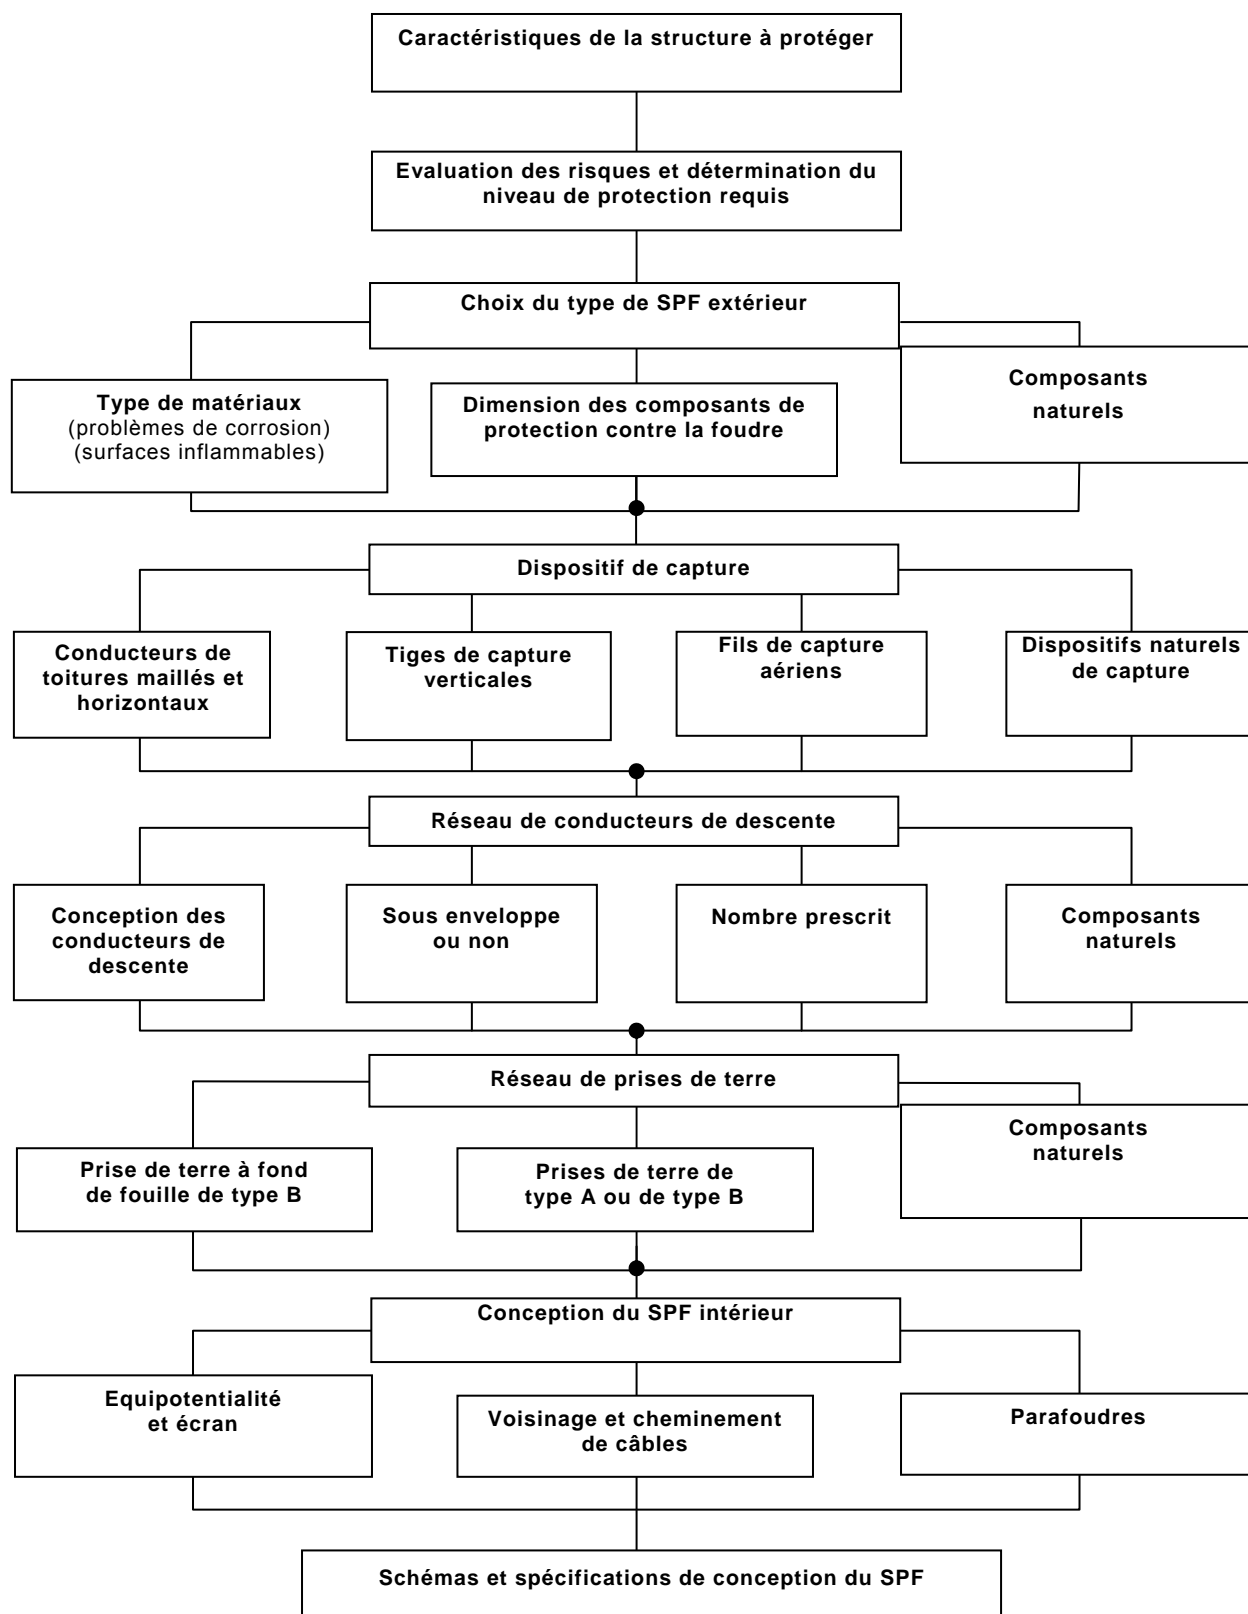 Caractéristiques de la structure à protéger
Evaluation des risques et détermination du
niveau de protection requis
Choix du type de SPF extérieur
Type de matériaux
(problèmes de corrosion)
(surfaces inflammables)
Dimension des composants de
protection contre la foudre
Composants
naturels
Dispositif de capture
Conducteurs de
toitures maillés et
horizontaux
Tiges de capture
verticales
Fils de capture
aériens
Dispositifs naturels
de capture
Réseau de conducteurs de descente
Conception des
conducteurs de
descente
Sous enveloppe
ou non
Nombre prescrit
Composants
naturels
Réseau de prises de terre
Prise de terre à fond
de fouille de type B
Prises de terre de
type A ou de type B
Composants
naturels
Conception du SPF intérieur
Equipotentialité
et écran
Voisinage et cheminement
de câbles
Parafoudres
Schémas et spécifications de conception du SPF